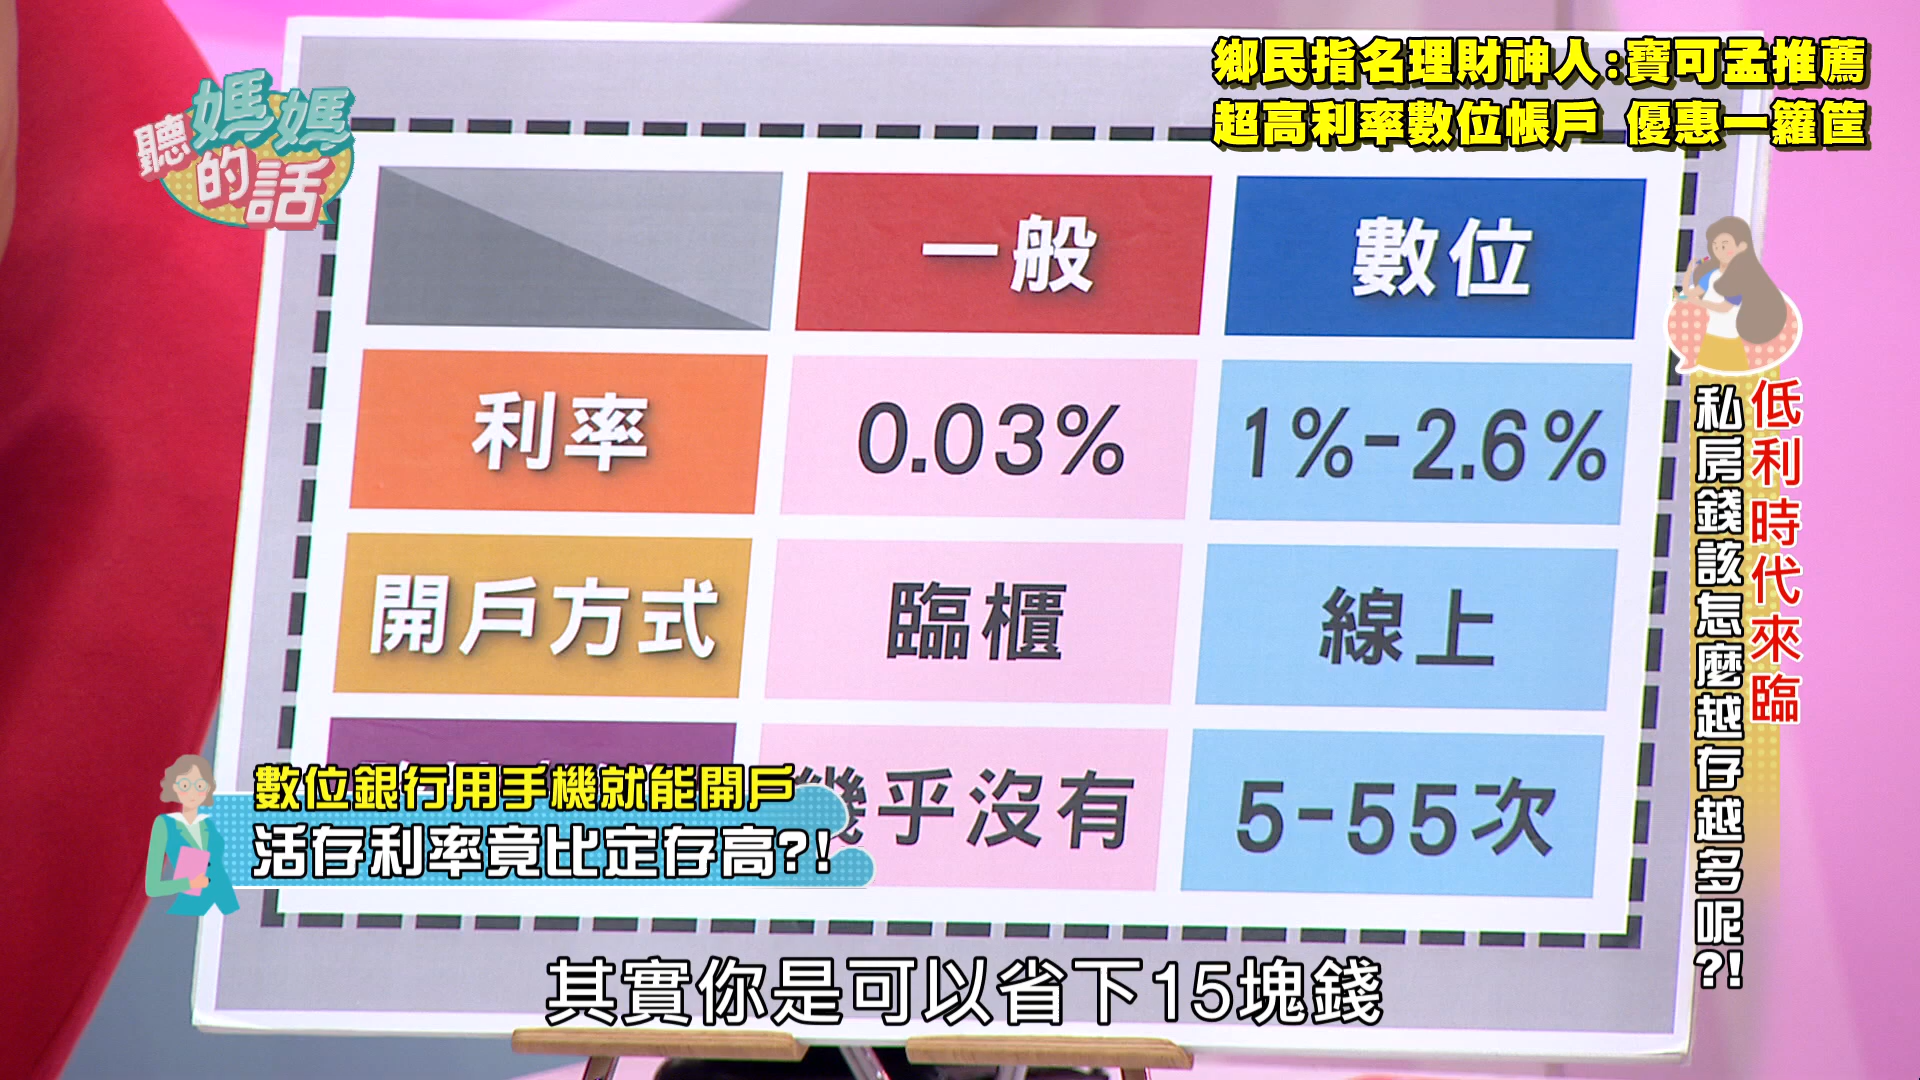 聽媽媽的話
鄉民指名理財神人:寶可孟推薦
超高利率數位帳戶 優惠一籮筐
一般
數位
利率
0.03%
1%-2.6%
開戶方式
臨櫃
線上
幾乎沒有
5-55次
低利時代來臨
私房錢該怎麼越存越多呢?!
數位銀行用手機就能開戶
活存利率竟比定存高?!
其實你是可以省下15塊錢